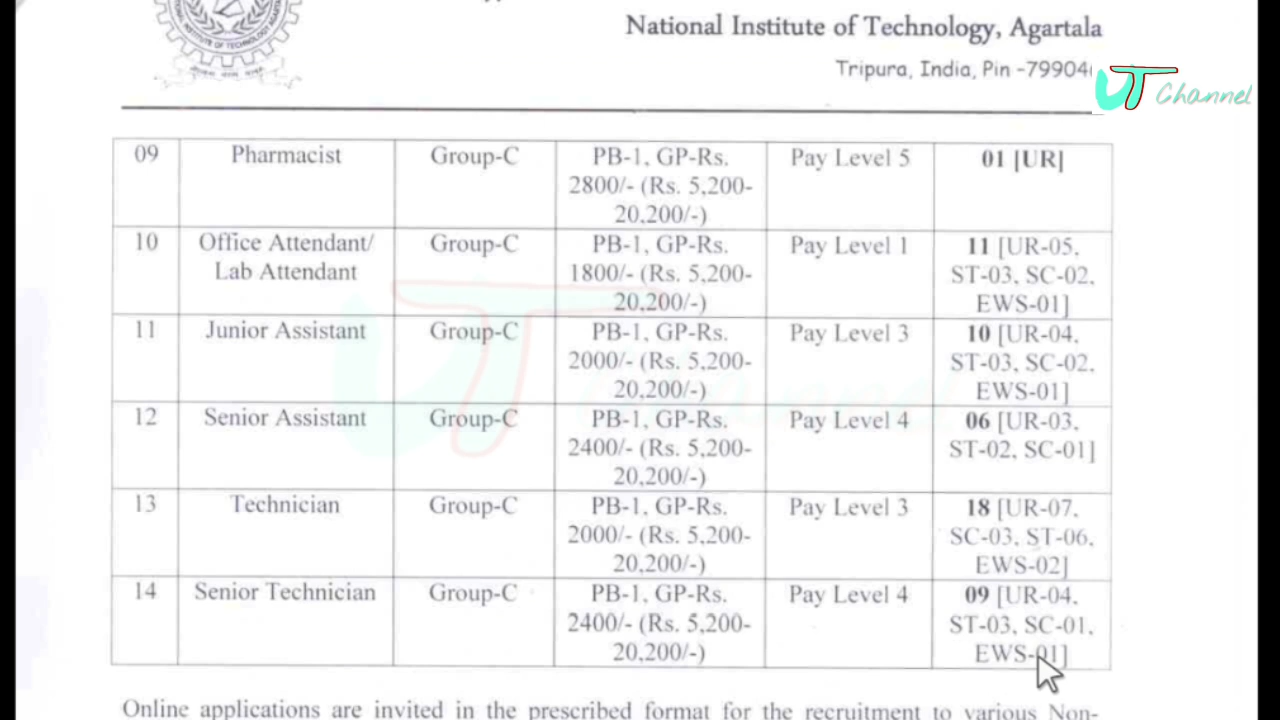 INSTITUTE OF TECHNOLOGY
National Institute of Technology, Agartala
Tripura, India, Pin -79904
UT Channel
09 Pharmacist Group-C PB-1, GP-Rs. Pay Level 5 01 [UR]
2800/- (Rs. 5,200-
20,200/-)
10 Office Attendant/ Group-C PB-1, GP-Rs. Pay Level 1 11 [UR-05,
Lab Attendant 1800/- (Rs. 5,200- ST-03, SC-02,
20,200/-) EWS-01]
11 Junior Assistant Group-C PB-1, GP-Rs. Pay Level 3 10 [UR-04,
2000/- (Rs. 5,200- ST-03, SC-02,
20,200/-) EWS-01]
12 Senior Assistant Group-C PB-1, GP-Rs. Pay Level 4 06 [UR-03,
2400/- (Rs. 5,200- ST-02, SC-01]
20,200/-)
13 Technician Group-C PB-1, GP-Rs. Pay Level 3 18 [UR-07,
2000/- (Rs. 5,200- SC-03, ST-06,
20,200/-) EWS-02]
14 Senior Technician Group-C PB-1, GP-Rs. Pay Level 4 09 [UR-04,
2400/- (Rs. 5,200- ST-03, SC-01,
20,200/-) EWS-01]
UT Channel
Online applications are invited in the prescribed format for the recruitment to various Non-